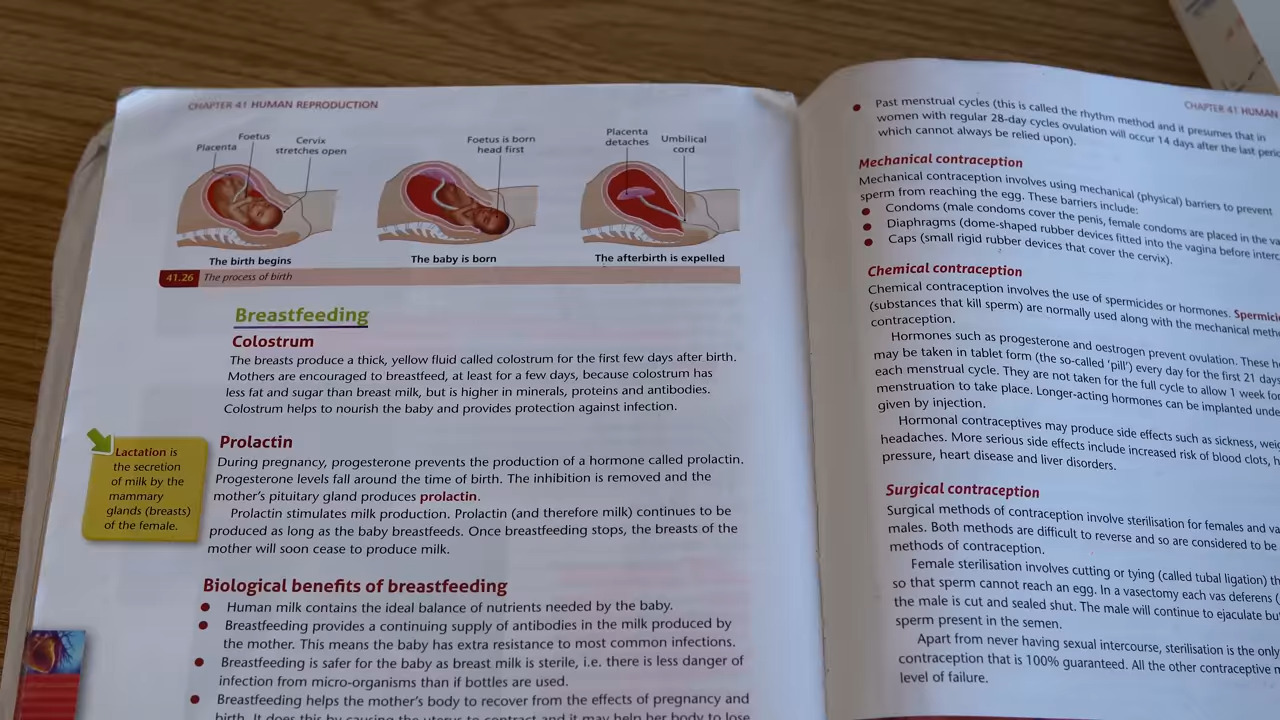 CHAPTER 41 HUMAN REPRODUCTION
Placenta
Foetus
Cervix
stretches open
Foetus is born
head first
Placenta
detaches
Umbilical
cord
The birth begins
The baby is born
The afterbirth is expelled
41.26 The process of birth
Breastfeeding
Colostrum
The breasts produce a thick, yellow fluid called colostrum for the first few days after birth.
Mothers are encouraged to breastfeed, at least for a few days, because colostrum has
less fat and sugar than breast milk, but is higher in minerals, proteins and antibodies.
Colostrum helps to nourish the baby and provides protection against infection.
Lactation is
the secretion
of milk by the
mammary
glands (breasts)
of the female.
Prolactin
During pregnancy, progesterone prevents the production of a hormone called prolactin.
Progesterone levels fall around the time of birth. The inhibition is removed and the
mother's pituitary gland produces prolactin.
Prolactin stimulates milk production. Prolactin (and therefore milk) continues to be
produced as long as the baby breastfeeds. Once breastfeeding stops, the breasts of the
mother will soon cease to produce milk.
Biological benefits of breastfeeding
● Human milk contains the ideal balance of nutrients needed by the baby.
● Breastfeeding provides a continuing supply of antibodies in the milk produced by
the mother. This means the baby has extra resistance to most common infections.
● Breastfeeding is safer for the baby as breast milk is sterile, i.e. there is less danger of
infection from micro-organisms than if bottles are used.
● Breastfeeding helps the mother's body to recover from the effects of pregnancy and
birth. It does this by causing the uterus to contract and it may help her body to lose
CHAPTER 41 HUMAN
● Past menstrual cycles (this is called the rhythm method and it presumes that in
women with regular 28-day cycles ovulation will occur 14 days after the last
which cannot always be relied upon).
Mechanical contraception
Mechanical contraception involves using mechanical (physical) barriers to prevent
sperm from reaching the egg. These barriers include:
● Condoms (male condoms cover the penis, female condoms are placed in the
● Diaphragms (dome-shaped rubber devices fitted into the vagina before
● Caps (small rigid rubber devices that cover the cervix).
Chemical contraception
Chemical contraception involves the use of spermicides or hormones.
(substances that kill sperm) are normally used along with the mechanical
contraception.
Hormones such as progesterone and oestrogen prevent ovulation. These
may be taken in tablet form (the so-called 'pill') every day for the first 21 days
each menstrual cycle. They are not taken for the full cycle to allow 1 week for
menstruation to take place. Longer-acting hormones can be implanted
given by injection.
Hormonal contraceptives may produce side effects such as sickness,
headaches. More serious side effects include increased risk of blood clots,
pressure, heart disease and liver disorders.
Surgical contraception
Surgical methods of contraception involve sterilisation for females and
males. Both methods are difficult to reverse and so are considered to be
methods of contraception.
Female sterilisation involves cutting or tying (called tubal ligation)
so that sperm cannot reach an egg. In a vasectomy each vas deferens
the male is cut and sealed shut. The male will continue to ejaculate
sperm present in the semen.
Apart from never having sexual intercourse, sterilisation is the only
contraception that is 100% guaranteed. All the other contraceptive
level of failure.